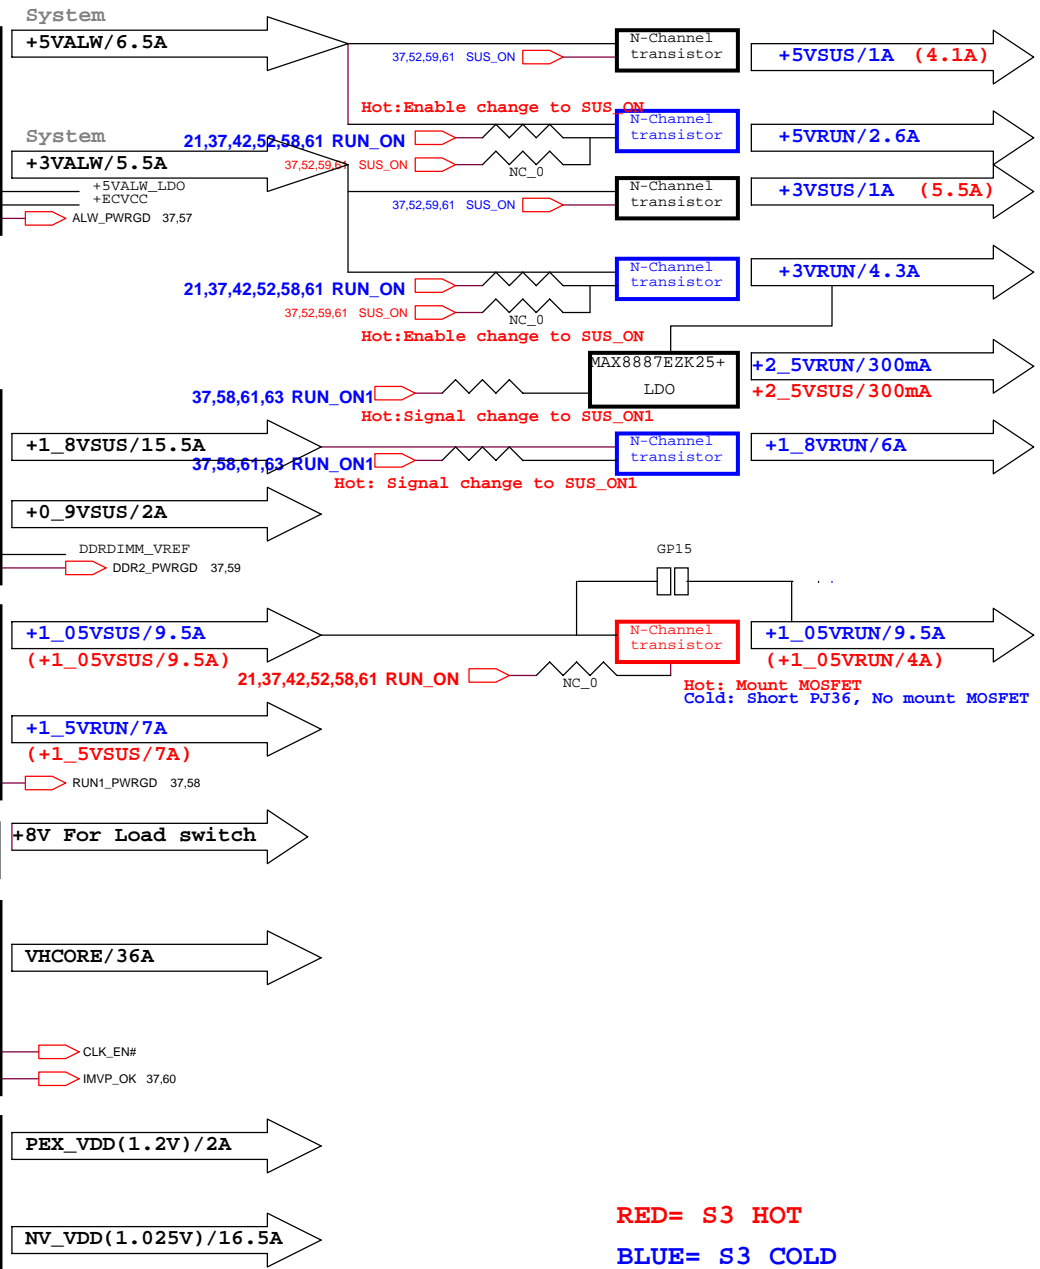 System
+5VALW/6.5A
37,52,59,61 SUS_ON
N-Channel
transistor
+5VSUS/1A (4.1A)
Hot:Enable change to SUS_ON
System
21,37,42,52,58,61 RUN_ON
N-Channel
transistor
+5VRUN/2.6A
+3VALW/5.5A
37,52,59,61 SUS_ON
NC_0
+5VALW_LDO
+ECVCC
ALW_PWRGD 37,57
37,52,59,61 SUS_ON
N-Channel
transistor
+3VSUS/1A (5.5A)
21,37,42,52,58,61 RUN_ON
N-Channel
transistor
+3VRUN/4.3A
37,52,59,61 SUS_ON
NC_0
Hot:Enable change to SUS_ON
MAX8887EZK25+
LDO
+2_5VRUN/300mA
+2_5VSUS/300mA
37,58,61,63 RUN_ON1
Hot:Signal change to SUS_ON1
+1_8VSUS/15.5A
37,58,61,63 RUN_ON1
N-Channel
transistor
+1_8VRUN/6A
Hot: Signal change to SUS_ON1
+0_9VSUS/2A
DDRDIMM_VREF
DDR2_PWRGD 37,59
GP15
+1_05VSUS/9.5A
(+1_05VSUS/9.5A)
N-Channel
transistor
+1_05VRUN/9.5A
(+1_05VRUN/4A)
21,37,42,52,58,61 RUN_ON
NC_0
Hot: Mount MOSFET
Cold: Short PJ36, No mount MOSFET
+1_5VRUN/7A
(+1_5VSUS/7A)
RUN1_PWRGD 37,58
+8V For Load switch
VHCORE/36A
CLK_EN#
IMVP_OK 37,60
PEX_VDD(1.2V)/2A
NV_VDD(1.025V)/16.5A
RED= S3 HOT
BLUE= S3 COLD